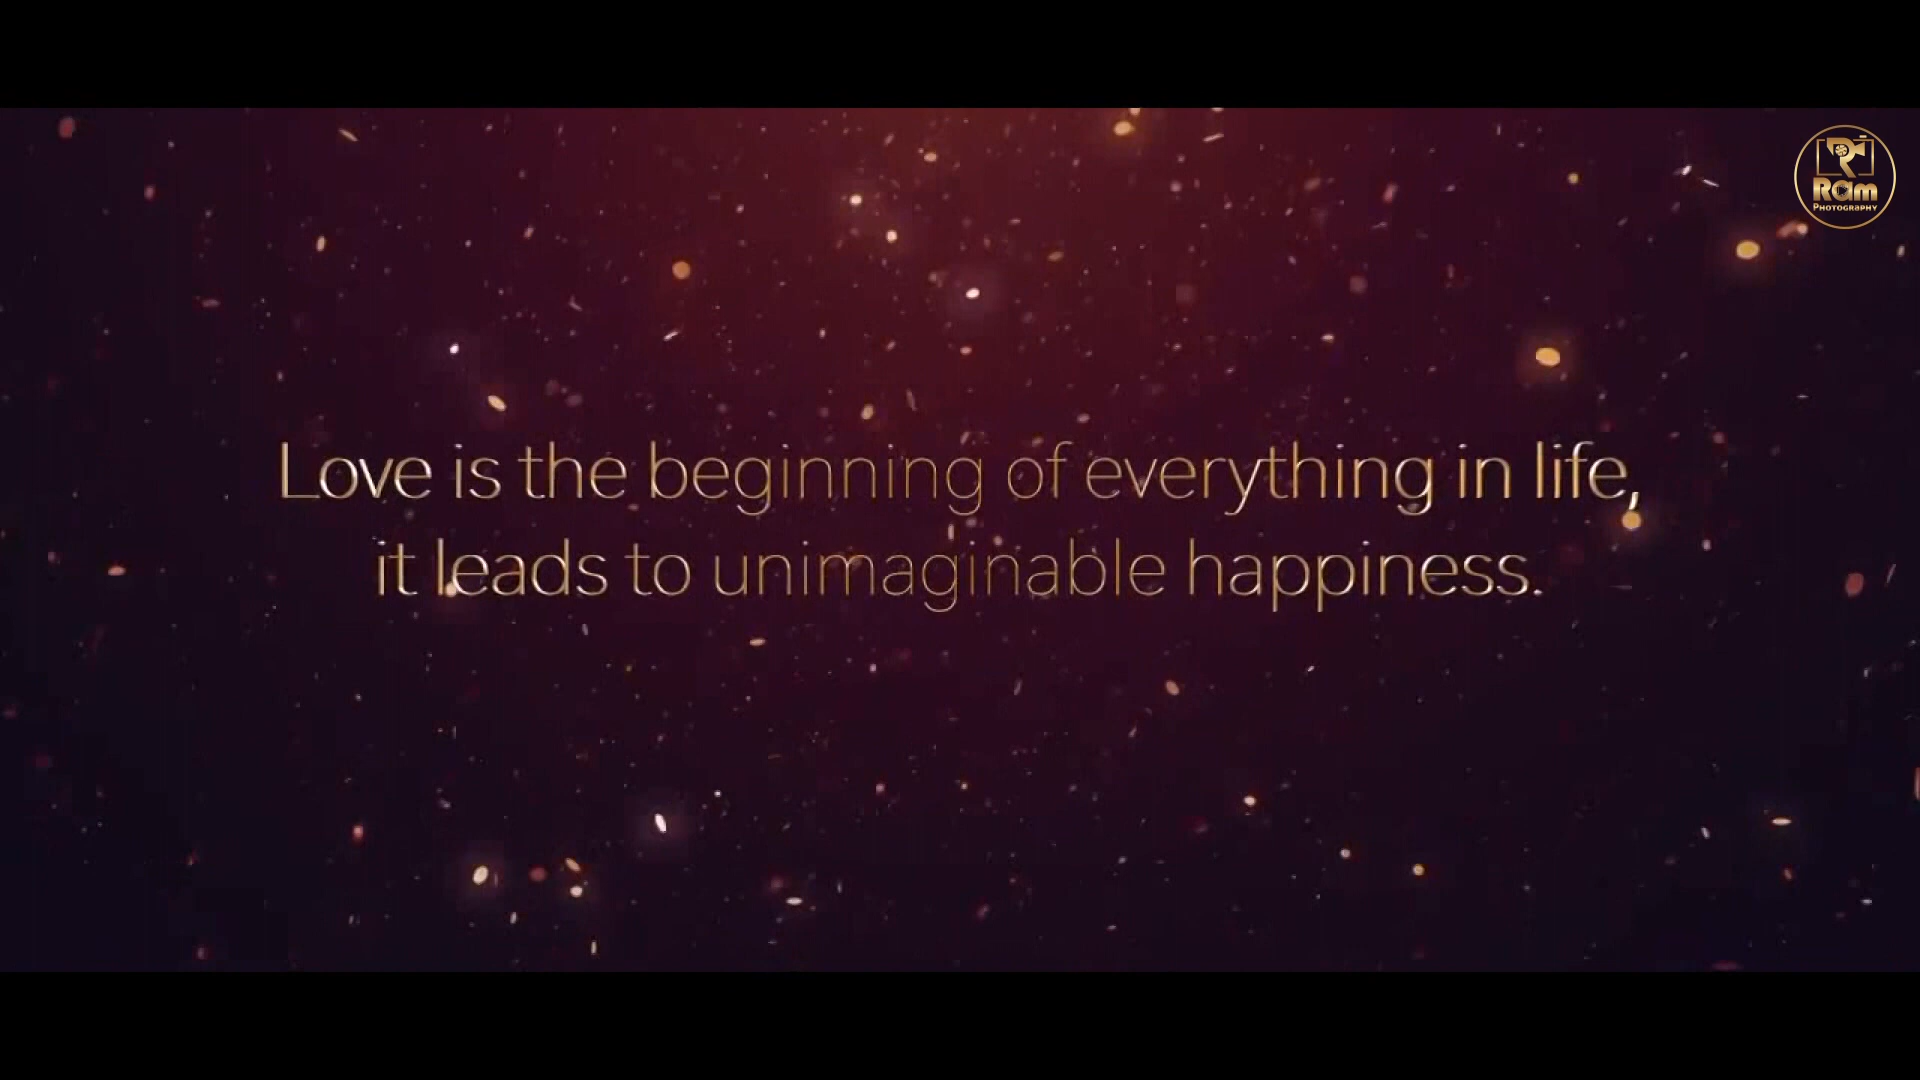 Ram
Photography
Love is the beginning of everything in life,
it leads to unimaginable happiness.